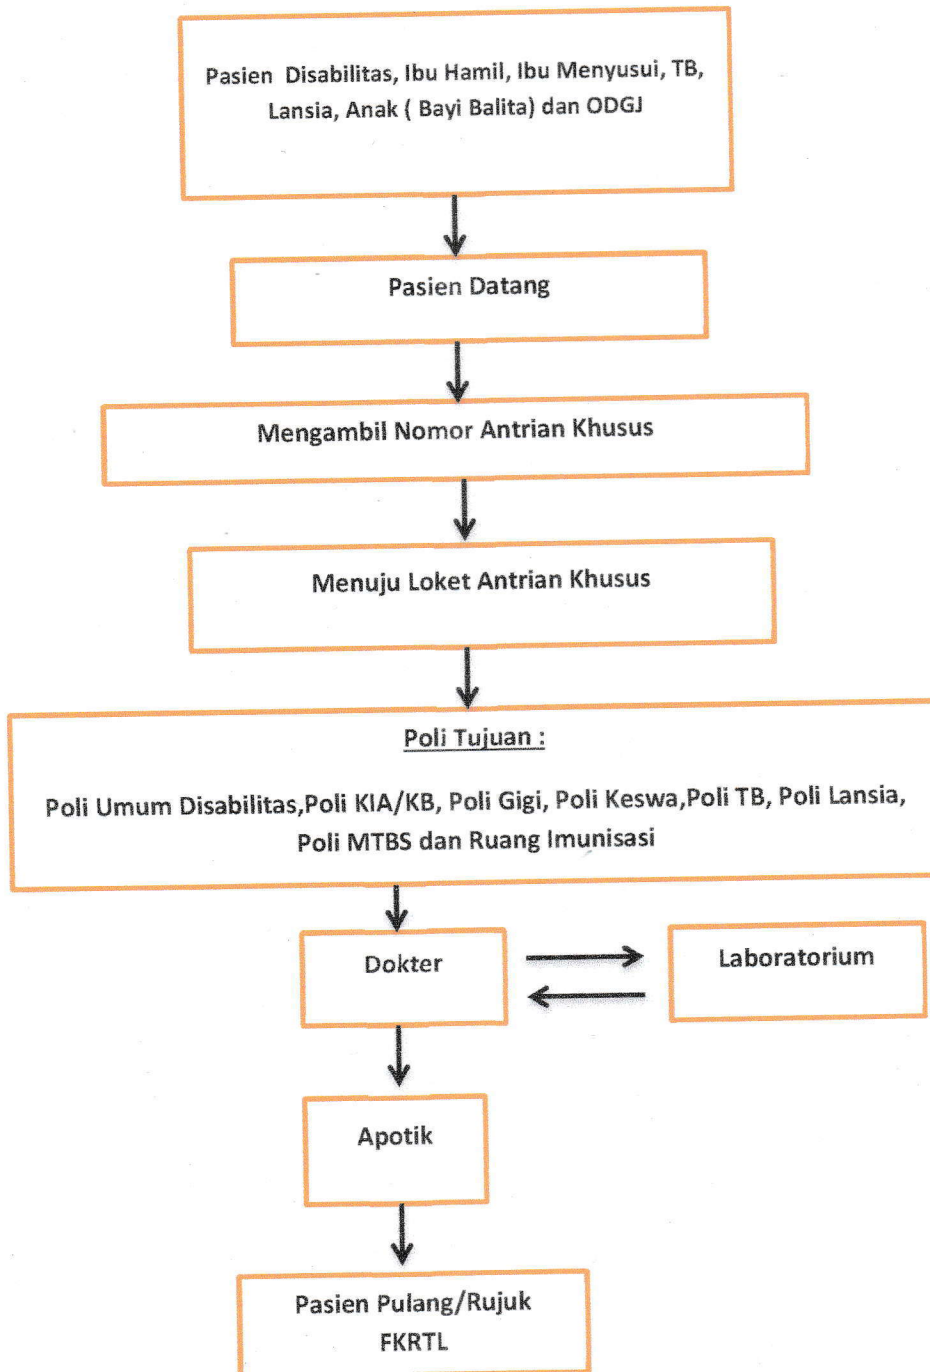 Pasien Disabilitas, Ibu Hamil, Ibu Menyusui, TB,
Lansia, Anak ( Bayi Balita) dan ODGJ
Pasien Datang
Mengambil Nomor Antrian Khusus
Menuju Loket Antrian Khusus
Poli Tujuan :
Poli Umum Disabilitas,Poli KIA/KB, Poli Gigi, Poli Keswa,Poli TB, Poli Lansia,
Poli MTBS dan Ruang Imunisasi
Dokter
Laboratorium
Apotik
Pasien Pulang/Rujuk
FKRTL